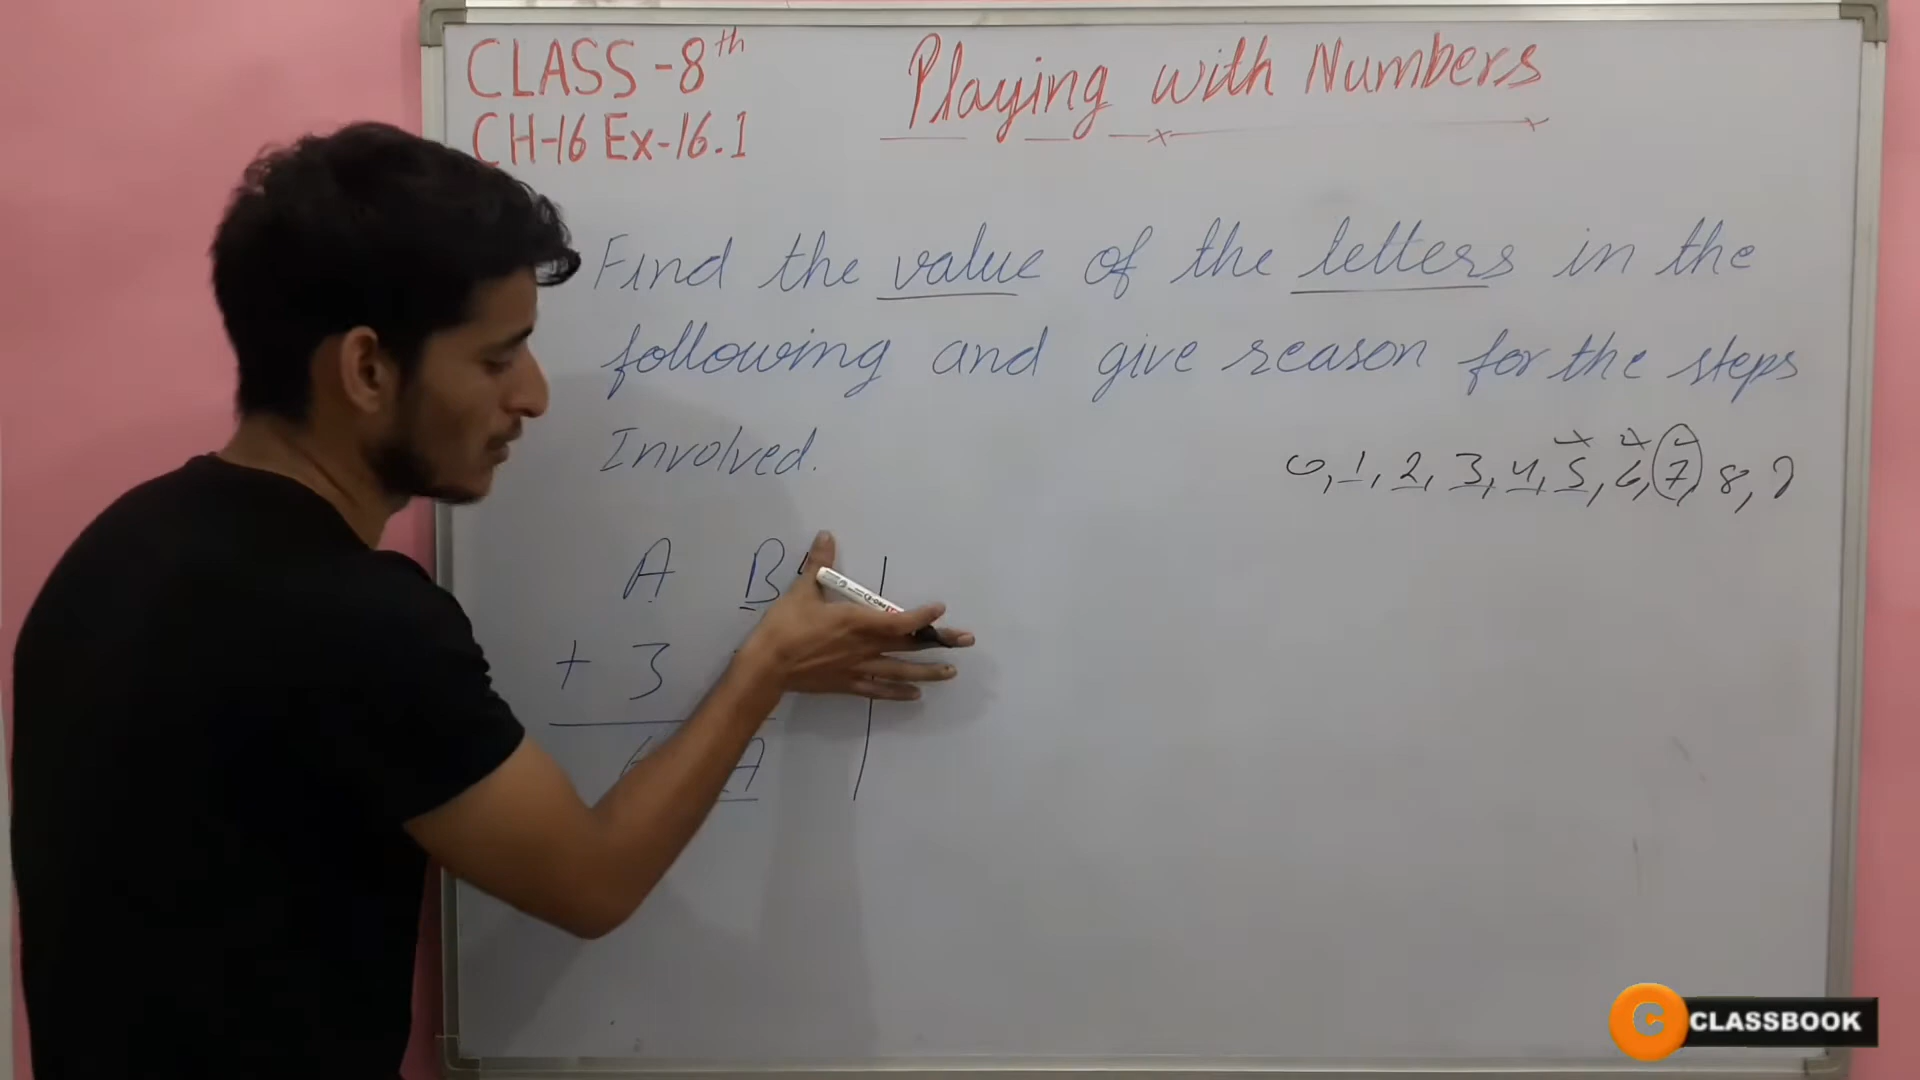 CLASS-8th
CH-16 Ex-16.1
Playing with Numbers
Find the value of the letters in the
following and give reason for the steps
Involved.
0, 1, 2, 3, 4, 5, 6, 7, 8, 9
A B
+ 3
A
CLASSBOOK